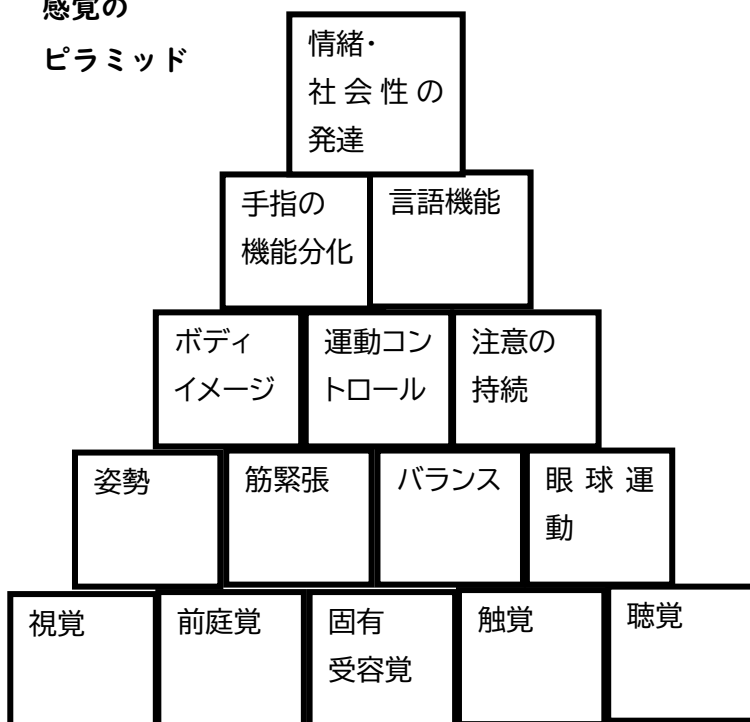 感覚の
ピラミッド
情緒・
社会性の
発達
手指の
機能分化
言語機能
ボディ
イメージ
運動コン
トロール
注意の
持続
姿勢
筋緊張
バランス
眼球運
動
視覚
前庭覚
固有
受容覚
触覚
聴覚